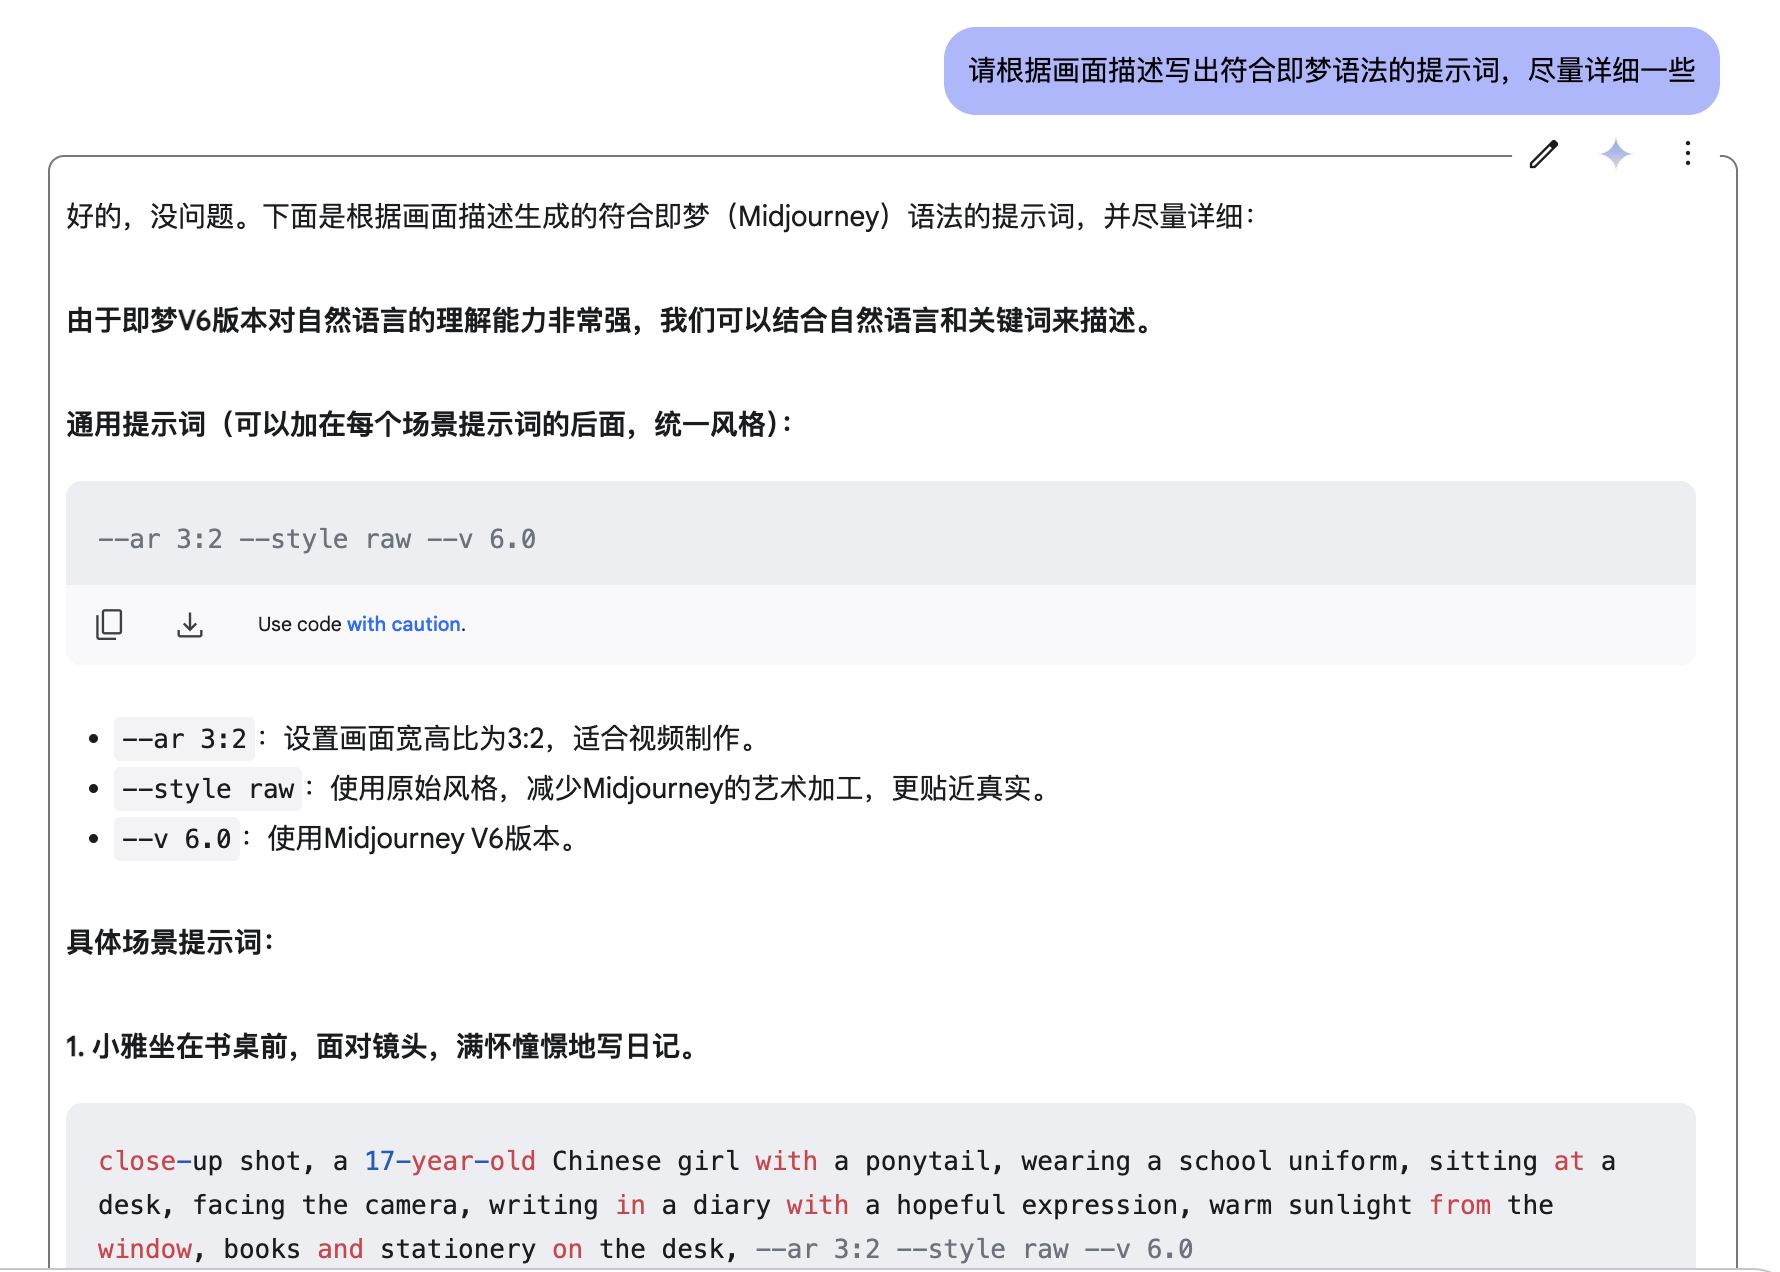 请根据画面描述写出符合即梦语法的提示词，尽量详细一些
好的，没问题。下面是根据画面描述生成的符合即梦（Midjourney）语法的提示词，并尽量详细：
由于即梦V6版本对自然语言的理解能力非常强，我们可以结合自然语言和关键词来描述。
通用提示词（可以加在每个场景提示词的后面，统一风格）：
--ar 3:2 --style raw --v 6.0
Use code with caution.
• --ar 3:2：设置画面宽高比为3:2，适合视频制作。
• --style raw：使用原始风格，减少Midjourney的艺术加工，更贴近真实。
• --v 6.0：使用Midjourney V6版本。
具体场景提示词：
1. 小雅坐在书桌前，面对镜头，满怀憧憬地写日记。
close-up shot, a 17-year-old Chinese girl with a ponytail, wearing a school uniform, sitting at a
desk, facing the camera, writing in a diary with a hopeful expression, warm sunlight from the
window, books and stationery on the desk, --ar 3:2 --style raw --v 6.0